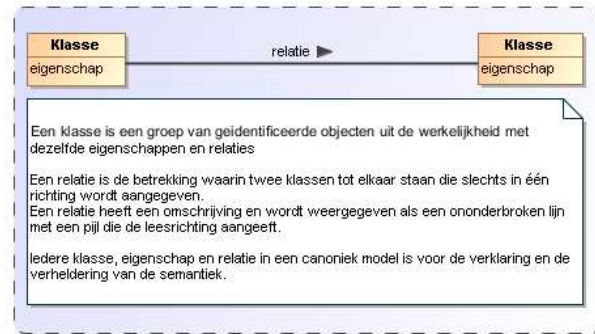 Klasse
eigenschap
relatie
Klasse
eigenschap
Een klasse is een groep van geidentificeerde objecten uit de werkelijkheid met
dezelfde eigenschappen en relaties
Een relatie is de betrekking waarin twee klassen tot elkaar staan die slechts in één
richting wordt aangegeven.
Een relatie heeft een omschrijving en wordt weergegeven als een ononderbroken lijn
met een pijl die de leesrichting aangeeft.
Iedere klasse, eigenschap en relatie in een canoniek model is voor de verklaring en de
verheldering van de semantiek.